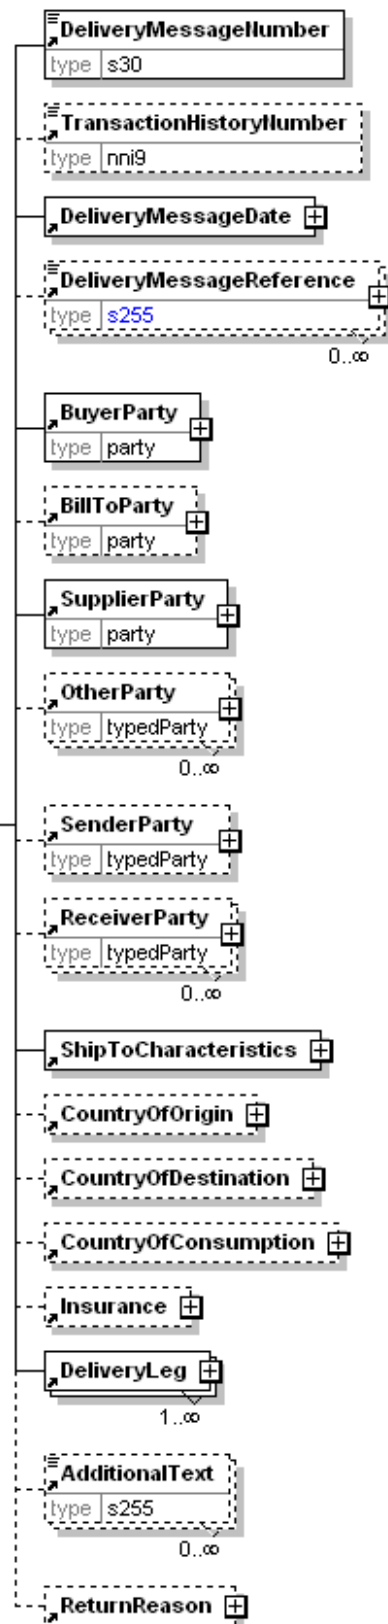 DeliveryMessageNumber
type s30
TransactionHistoryNumber
type nni9
DeliveryMessageDate
DeliveryMessageReference
type s255
0..∞
BuyerParty
type party
BillToParty
type party
SupplierParty
type party
OtherParty
type typedParty
0..∞
SenderParty
type typedParty
ReceiverParty
type typedParty
0..∞
ShipToCharacteristics
CountryOfOrigin
CountryOfDestination
CountryOfConsumption
Insurance
DeliveryLeg
1..∞
AdditionalText
type s255
0..∞
ReturnReason